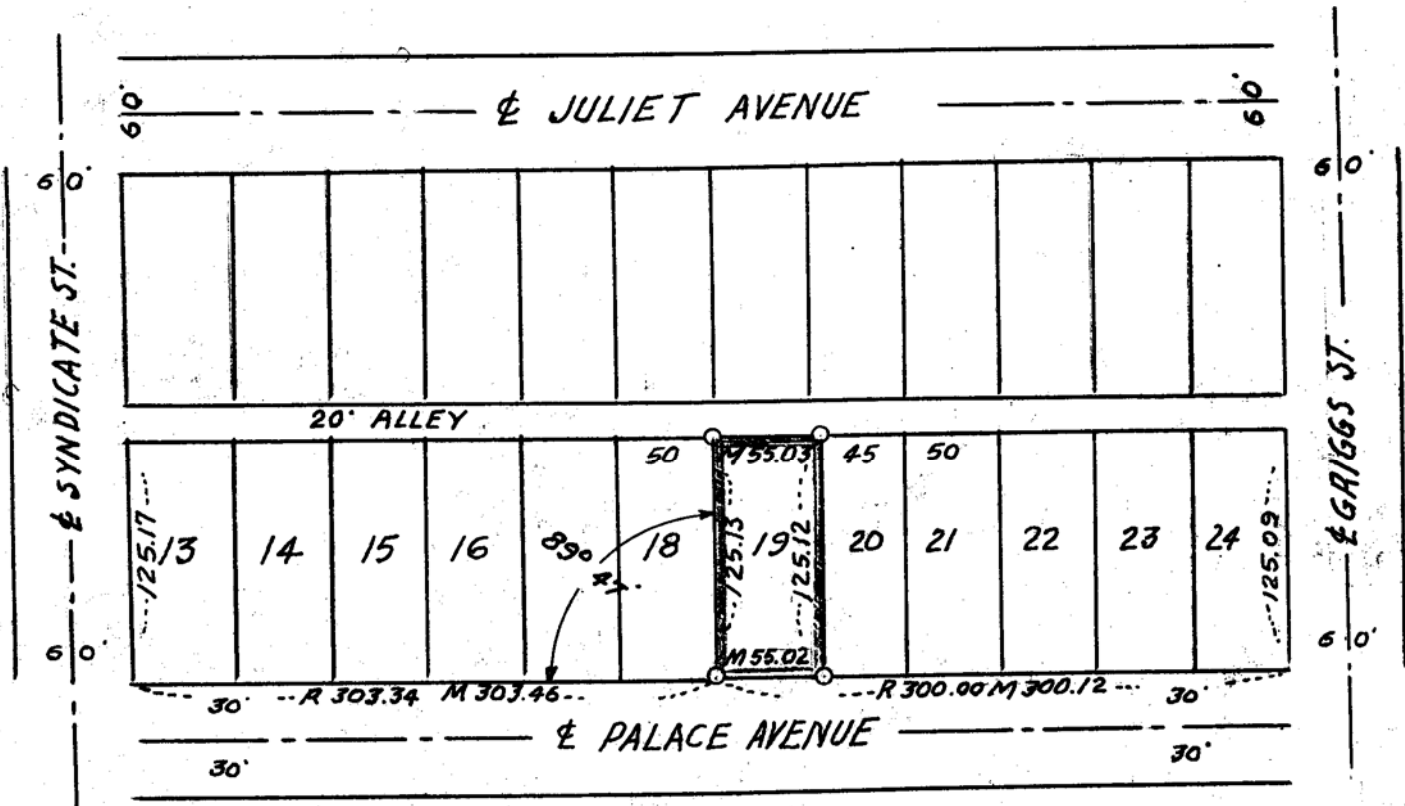 60' ℄ JULIET AVENUE 60'
60' 60'
℄ SYNDICATE ST.
℄ GRIGGS ST.
20' ALLEY
50 M 55.03 45 50
125.17 125.13 125.12 125.09
13 14 15 16 18 19 20 21 22 23 24
89° 47'
60' 60'
M 55.02
30' R 303.34 M 303.46 R 300.00 M 300.12 30'
℄ PALACE AVENUE
30' 30'